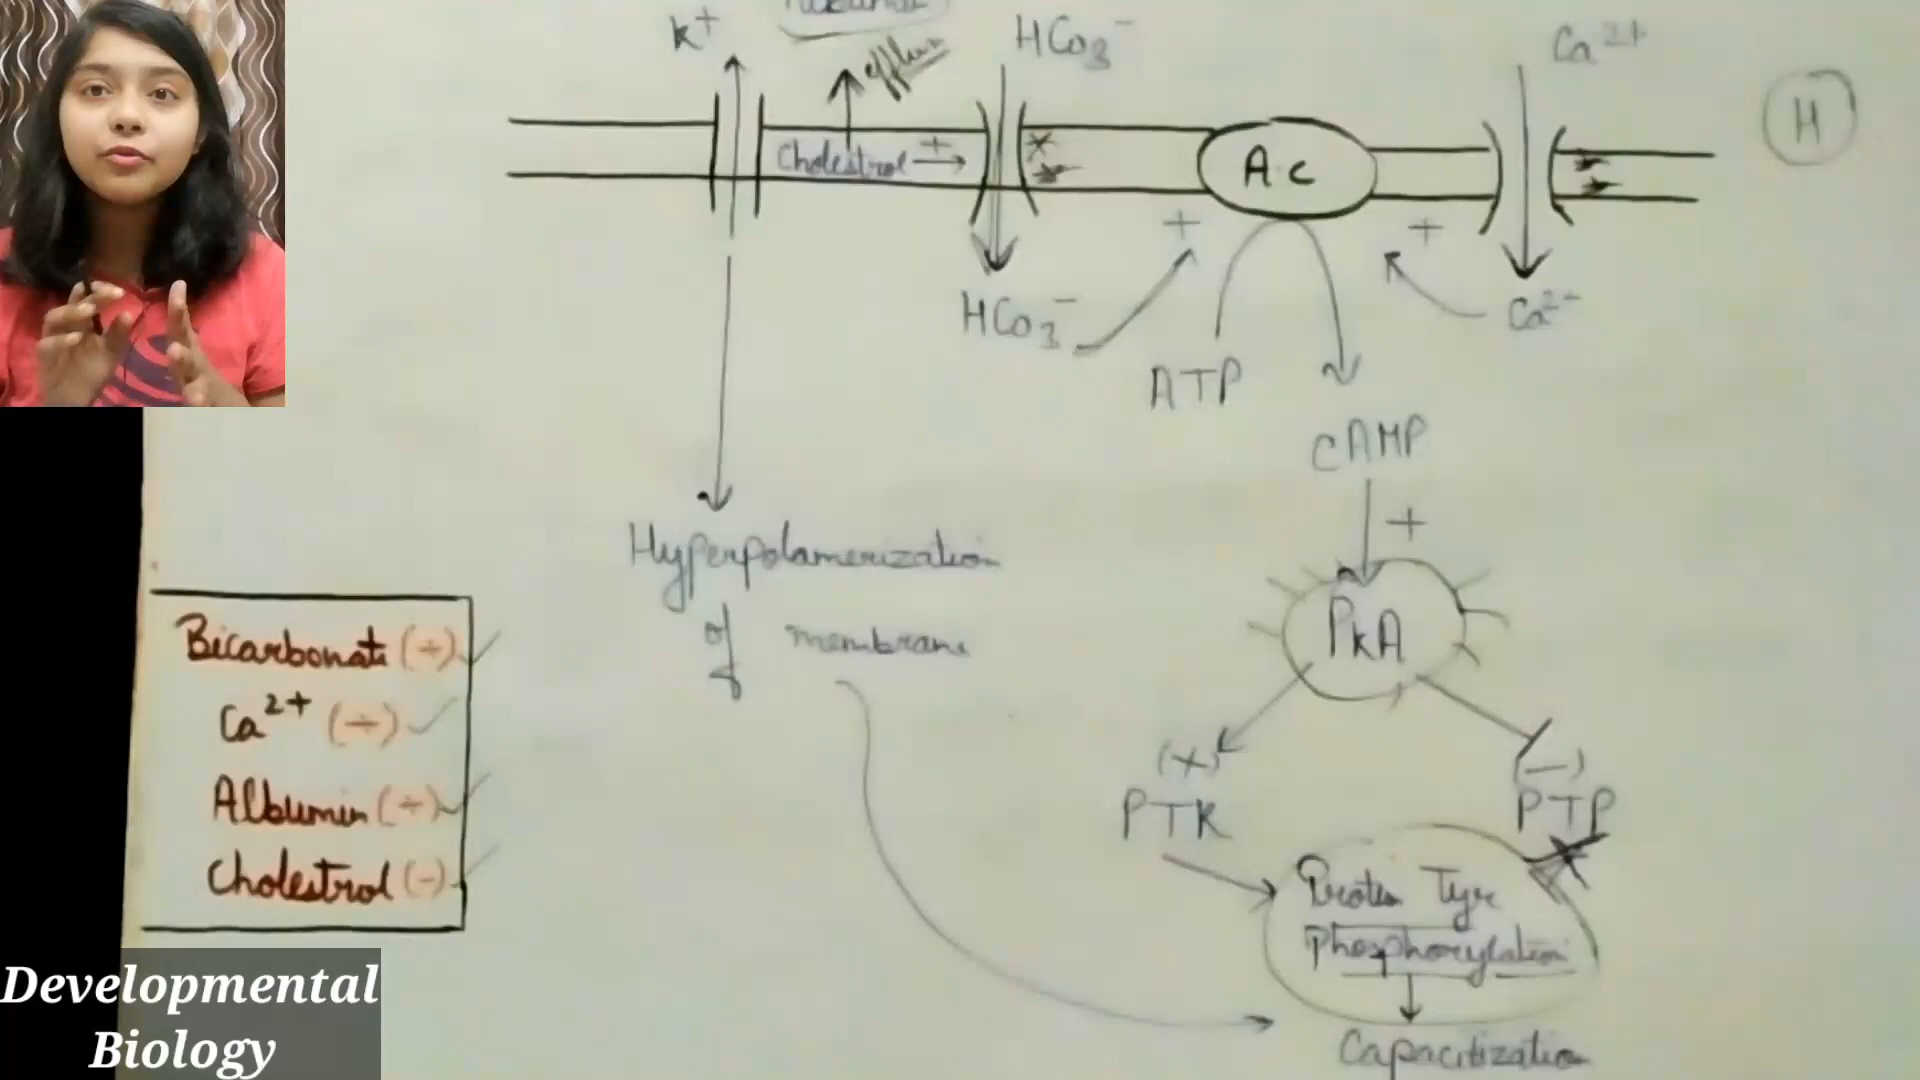 K+
efflux
HCo3-
Ca2+
H
Cholestrol + →
A.C
+
+
HCo3-
Ca2-
ATP
CAMP
+
Hyperpolamerization
of membrane
PkA
Bicarbonate (+)
Ca2+ (+)
Albumin (+)
Cholestrol (-)
(+)
PTK
(-)
PTP
Protein Tyr
Phosphorylation
Capacitization
Developmental
Biology